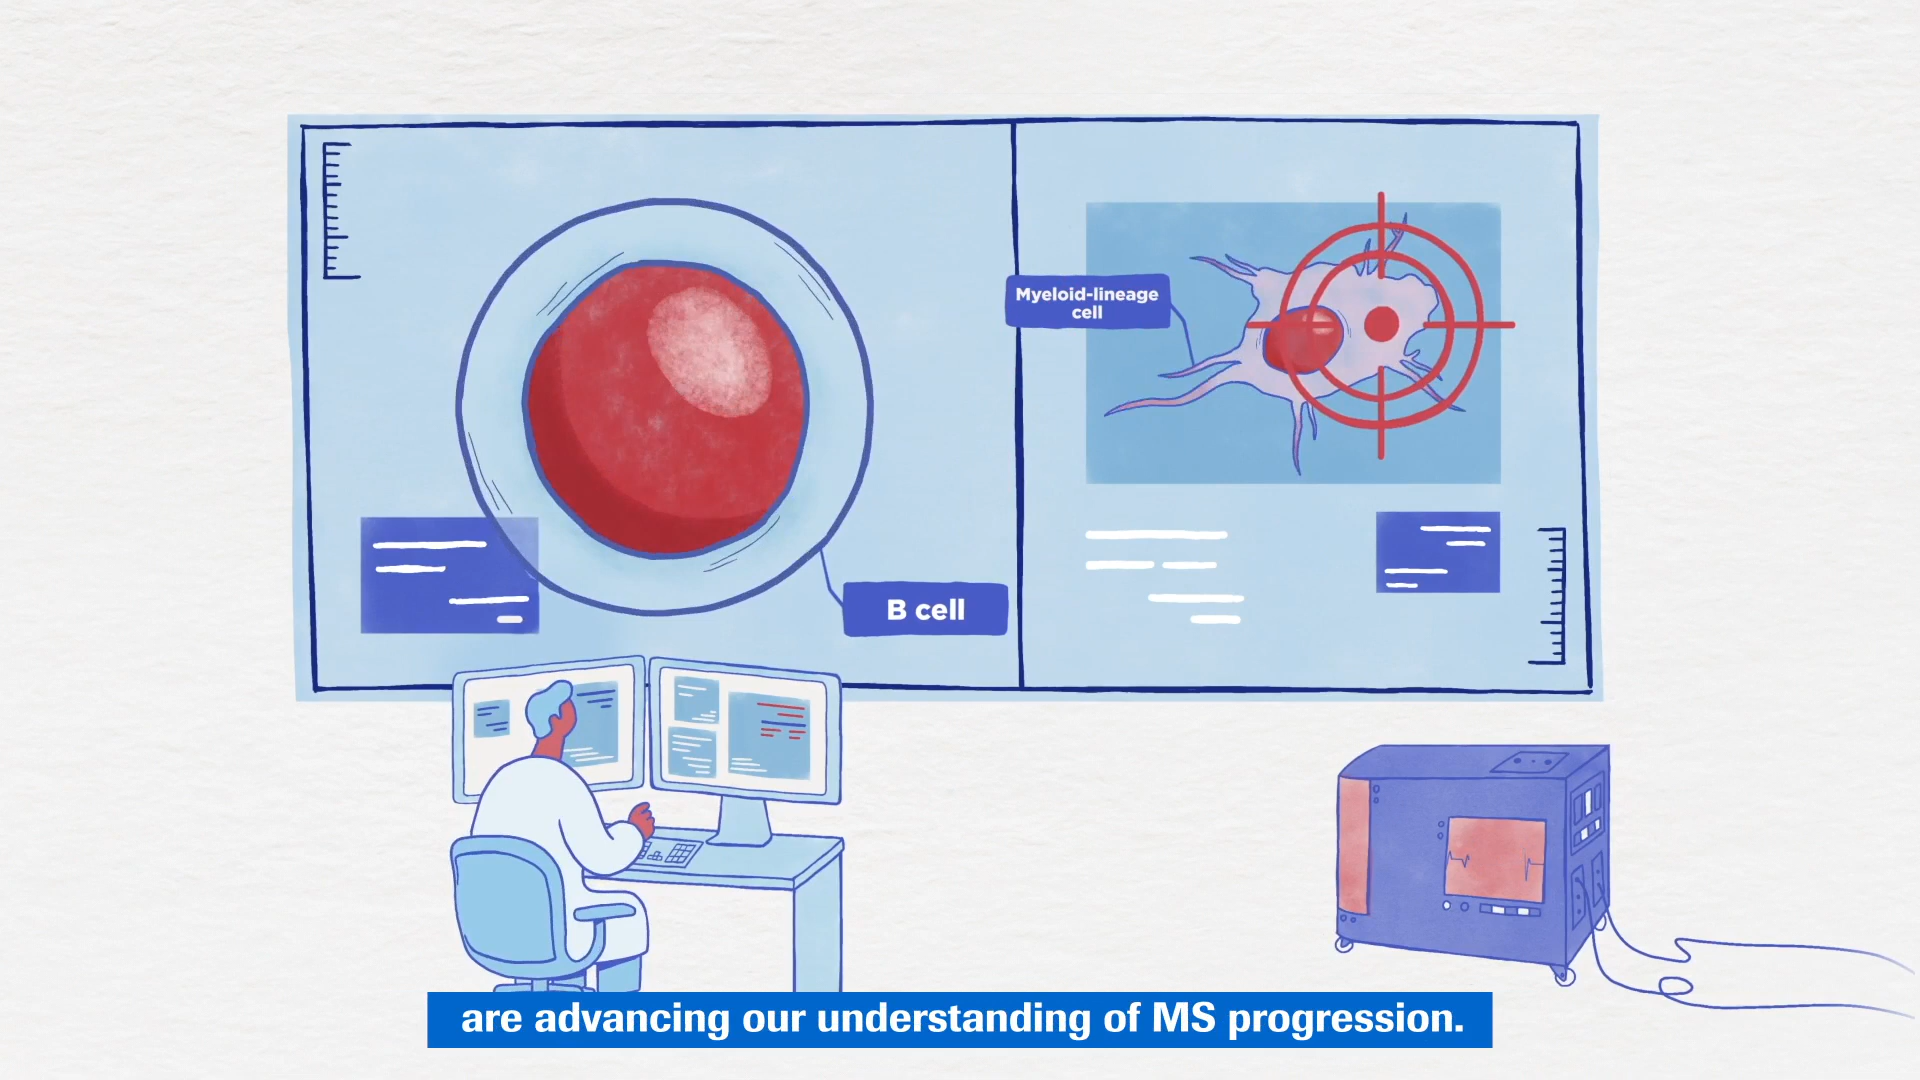 Myeloid-lineage
cell
B cell
are advancing our understanding of MS progression.